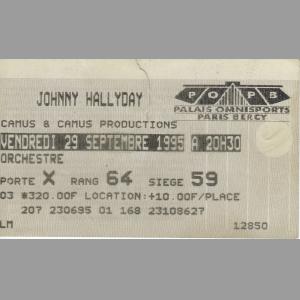 JOHNNY HALLYDAY
POPB
PALAIS OMNISPORTS
PARIS BERCY
CAMUS & CAMUS PRODUCTIONS
VENDREDI 29 SEPTEMBRE 1995 A 20H30
ORCHESTRE
PORTE X RANG 64 SIEGE 59
03 *320.00F LOCATION:+10.00F/PLACE
207 230695 01 168 23108627
LM 12850